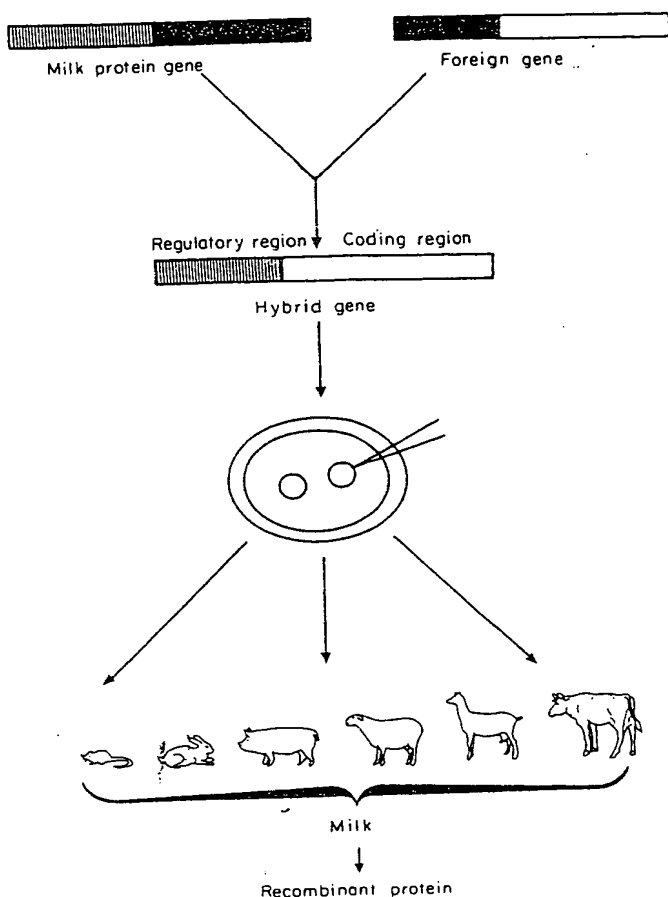 Milk protein gene
Foreign gene
Regulatory region
Coding region
Hybrid gene
Milk
Recombinant protein